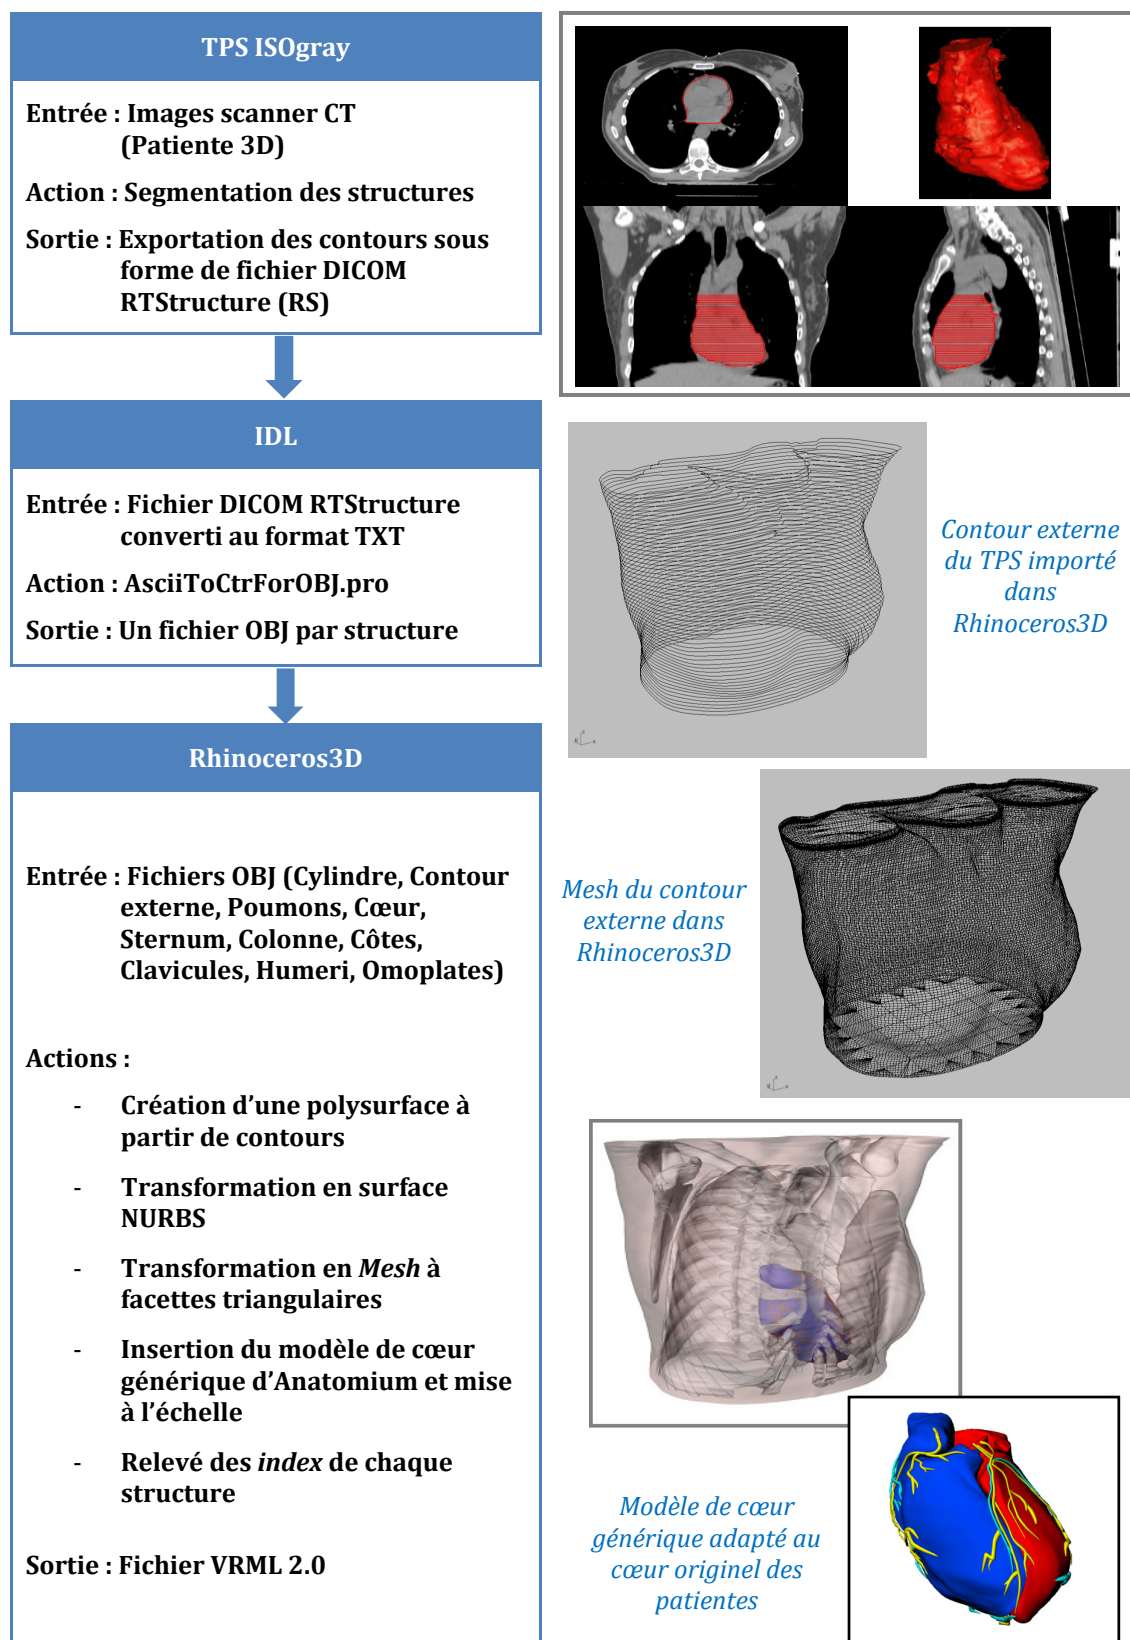 TPS ISOgray
Entrée : Images scanner CT
(Patiente 3D)
Action : Segmentation des structures
Sortie : Exportation des contours sous
forme de fichier DICOM
RTStructure (RS)
IDL
Entrée : Fichier DICOM RTStructure
converti au format TXT
Action : AsciiToCtrForOBJ.pro
Sortie : Un fichier OBJ par structure
Contour externe
du TPS importé
dans
Rhinoceros3D
Rhinoceros3D
Entrée : Fichiers OBJ (Cylindre, Contour
externe, Poumons, Cœur,
Sternum, Colonne, Côtes,
Clavicules, Humeri, Omoplates)
Mesh du contour
externe dans
Rhinoceros3D
Actions :
- Création d’une polysurface à
partir de contours
- Transformation en surface
NURBS
- Transformation en Mesh à
facettes triangulaires
- Insertion du modèle de cœur
générique d’Anatomium et mise
à l’échelle
- Relevé des index de chaque
structure
Sortie : Fichier VRML 2.0
Modèle de cœur
générique adapté au
cœur originel des
patientes